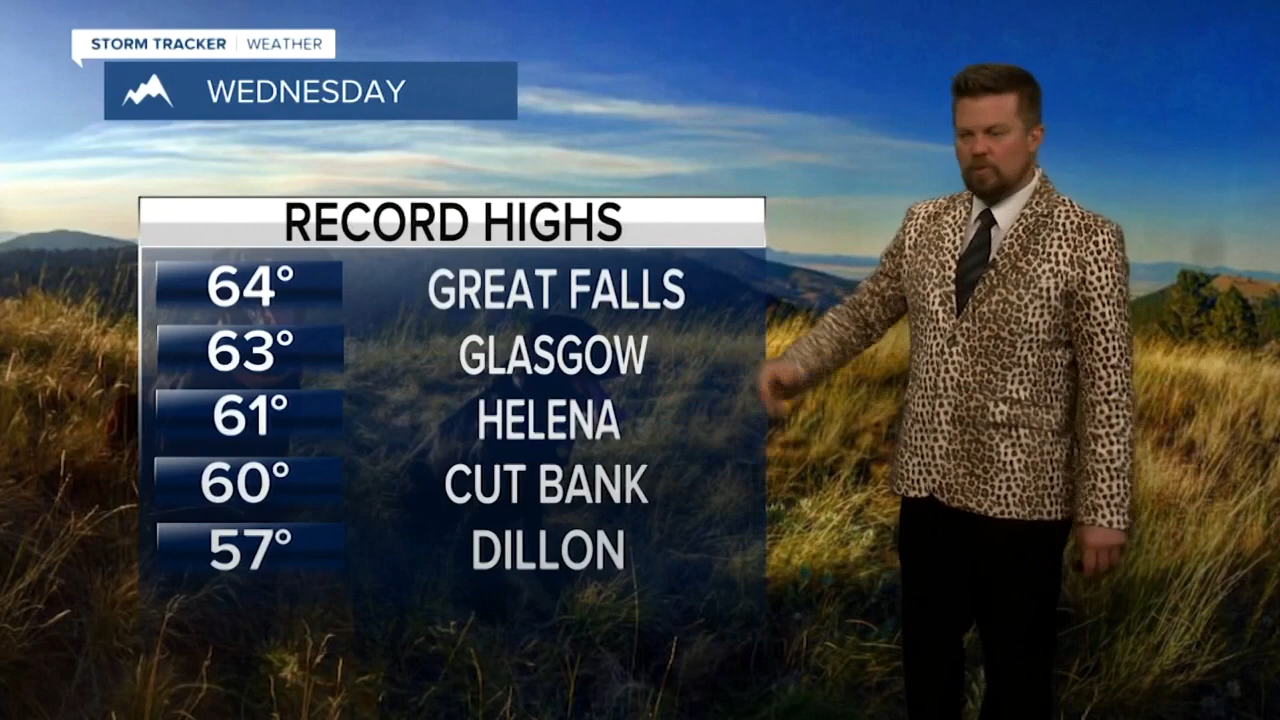 STORM TRACKER | WEATHER
WEDNESDAY
RECORD HIGHS
64° GREAT FALLS
63° GLASGOW
61° HELENA
60° CUT BANK
57° DILLON